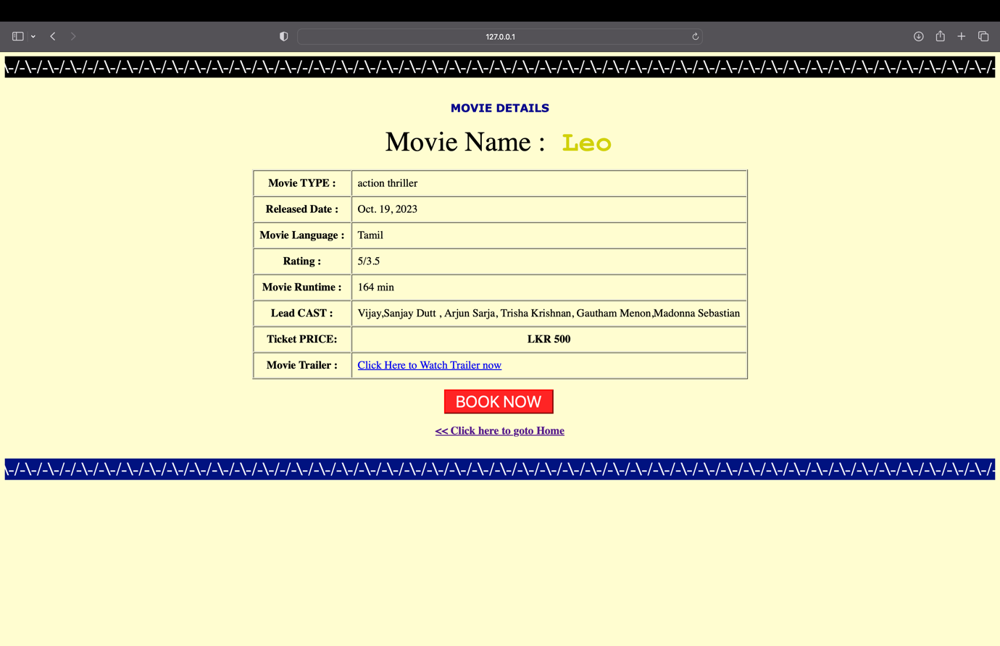 127.0.0.1
\-/-\-/-\-/-\-/-\-/-\-/-\-/-\-/-\-/-\-/-\-/-\-/-\-/-\-/-\-/-\-/-\-/-\-/-\-/-\-/-\-/-\-/-\-/-\-/-\-/-\-/-\-/-\-/-\-/-\-/-\-/-\-/-\-/-\-/-\-/-\-/-\-/-\-/-\-/-\-/-\-/-\-/-\-/-\-/-\-/-
MOVIE DETAILS
Movie Name : Leo
Movie TYPE : action thriller
Released Date : Oct. 19, 2023
Movie Language : Tamil
Rating : 5/3.5
Movie Runtime : 164 min
Lead CAST : Vijay,Sanjay Dutt , Arjun Sarja, Trisha Krishnan, Gautham Menon,Madonna Sebastian
Ticket PRICE: LKR 500
Movie Trailer : Click Here to Watch Trailer now
BOOK NOW
<< Click here to goto Home
\-/-\-/-\-/-\-/-\-/-\-/-\-/-\-/-\-/-\-/-\-/-\-/-\-/-\-/-\-/-\-/-\-/-\-/-\-/-\-/-\-/-\-/-\-/-\-/-\-/-\-/-\-/-\-/-\-/-\-/-\-/-\-/-\-/-\-/-\-/-\-/-\-/-\-/-\-/-\-/-\-/-\-/-\-/-\-/-\-/-